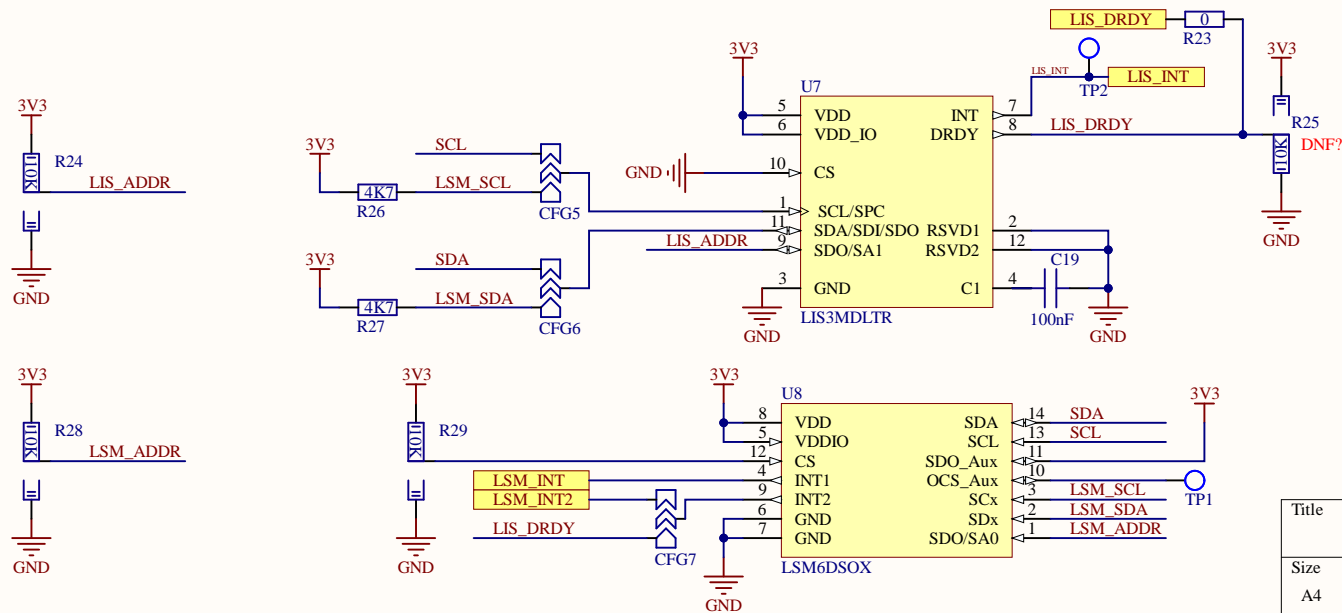 LIS_DRDY
0
R23
3V3
3V3
TP2
LIS_INT
LIS_INT
U7
R25
10K
DNF?
GND
5 VDD
6 VDD_IO
10 CS
1 SCL/SPC
11 SDA/SDI/SDO
9 SDO/SA1
3 GND
INT 7
DRDY 8
LIS_DRDY
RSVD1 2
RSVD2 12
C1 4
C19
100nF
GND
LIS3MDLTR
GND
GND
3V3
R24
10K
LIS_ADDR
GND
3V3
4K7
R26
SCL
LSM_SCL
CFG5
LIS_ADDR
3V3
4K7
R27
SDA
LSM_SDA
CFG6
3V3
R28
10K
LSM_ADDR
GND
3V3
R29
10K
GND
3V3
U8
8 VDD
5 VDDIO
12 CS
4 INT1
9 INT2
6 GND
7 GND
SDA 14 SDA
SCL 13 SCL
SDO_Aux 11
OCS_Aux 10
SCx 3 LSM_SCL
SDx 2 LSM_SDA
SDO/SA0 1 LSM_ADDR
3V3
TP1
LSM6DSOX
LSM_INT
LSM_INT2
LIS_DRDY
CFG7
GND
Title
Size
A4